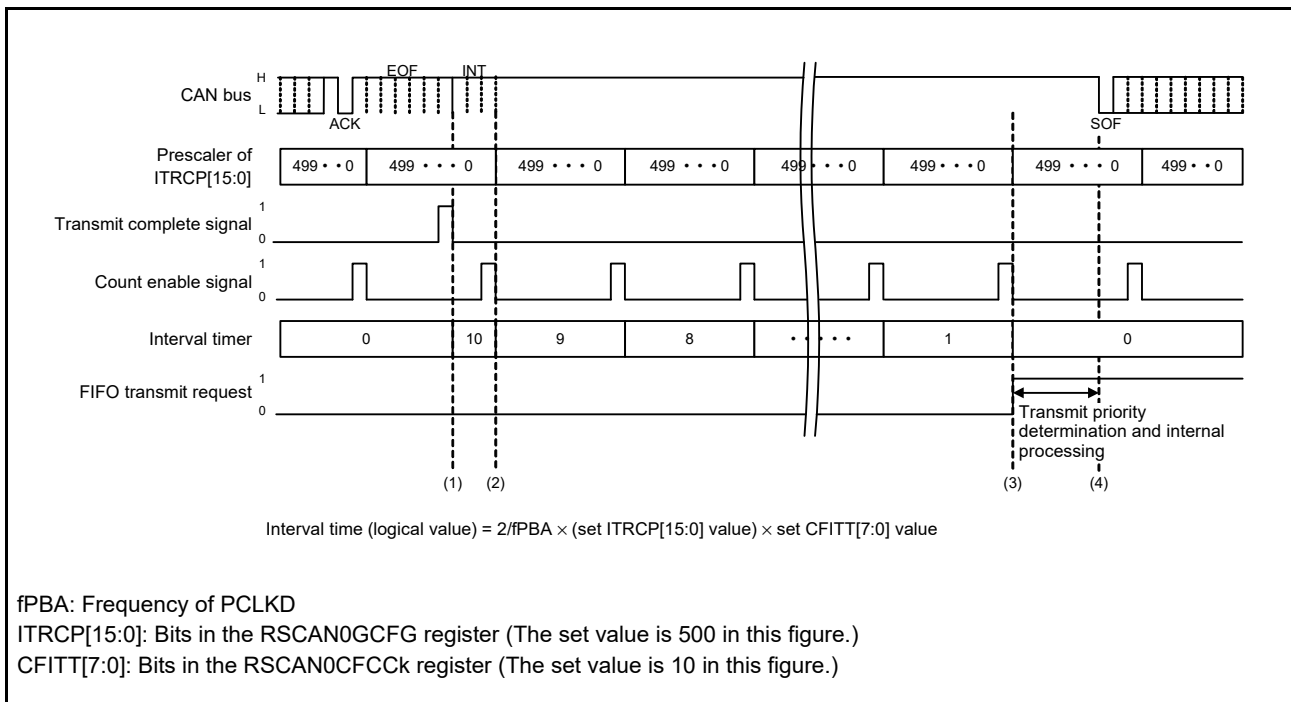 EOF INT
H
CAN bus
L
ACK SOF
Prescaler of
ITRCP[15:0]
499・・0 499・・・0 499・・・0 499・・・0 499・・・0 499・・・0 499・・・0 499・・0
1
Transmit complete signal
0
1
Count enable signal
0
Interval timer 0 10 9 8 ・・・・・ 1 0
1
FIFO transmit request
0
Transmit priority
determination and internal
processing
(1) (2) (3) (4)
Interval time (logical value) = 2/fPBA × (set ITRCP[15:0] value) × set CFITT[7:0] value
fPBA: Frequency of PCLKD
ITRCP[15:0]: Bits in the RSCAN0GCFG register (The set value is 500 in this figure.)
CFITT[7:0]: Bits in the RSCAN0CFCCk register (The set value is 10 in this figure.)